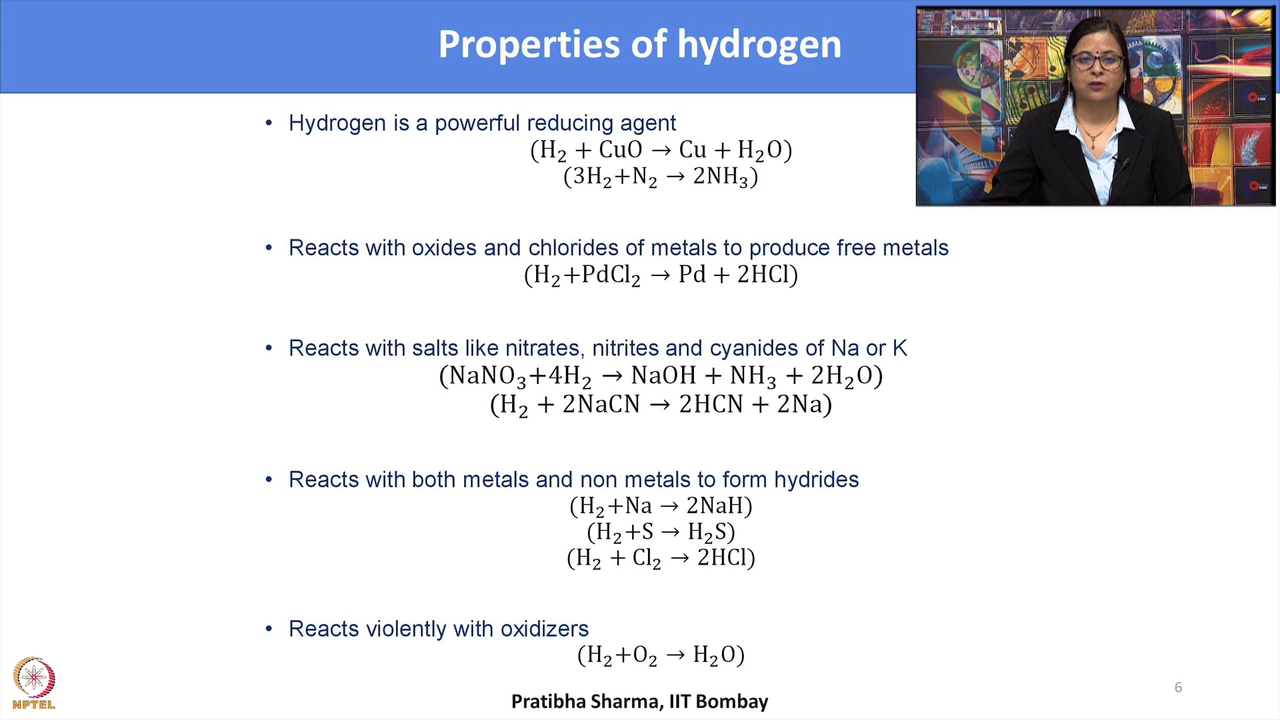 Properties of hydrogen
• Hydrogen is a powerful reducing agent
(H₂ + CuO → Cu + H₂O)
(3H₂+N₂ → 2NH₃)
• Reacts with oxides and chlorides of metals to produce free metals
(H₂+PdCl₂ → Pd + 2HCl)
• Reacts with salts like nitrates, nitrites and cyanides of Na or K
(NaNO₃+4H₂ → NaOH + NH₃ + 2H₂O)
(H₂ + 2NaCN → 2HCN + 2Na)
• Reacts with both metals and non metals to form hydrides
(H₂+Na → 2NaH)
(H₂+S → H₂S)
(H₂ + Cl₂ → 2HCl)
• Reacts violently with oxidizers
(H₂+O₂ → H₂O)
NPTEL
Pratibha Sharma, IIT Bombay
6